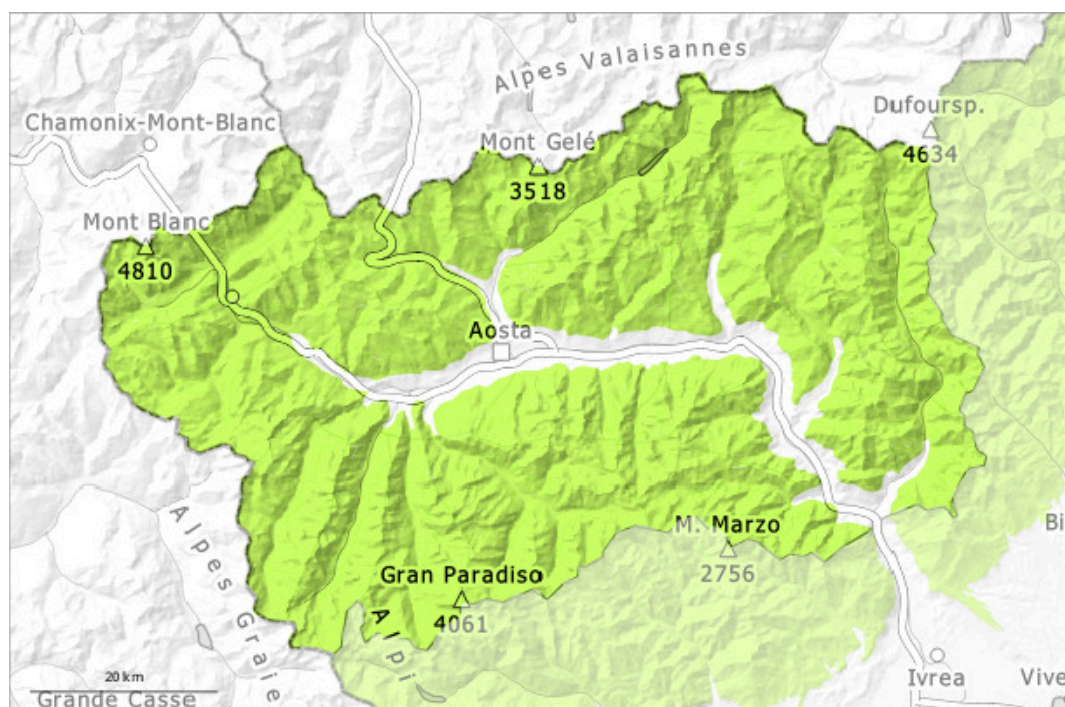 Alpes Valaisannes
Chamonix-Mont-Blanc
Dufoursp.
4634
Mont Gelé
3518
Mont Blanc
4810
Aosta
Alpes Graie
M. Marzo
2756
Gran Paradiso
4061
Alpi
Bi
20 km
Grande Casse
Ivrea
Vive